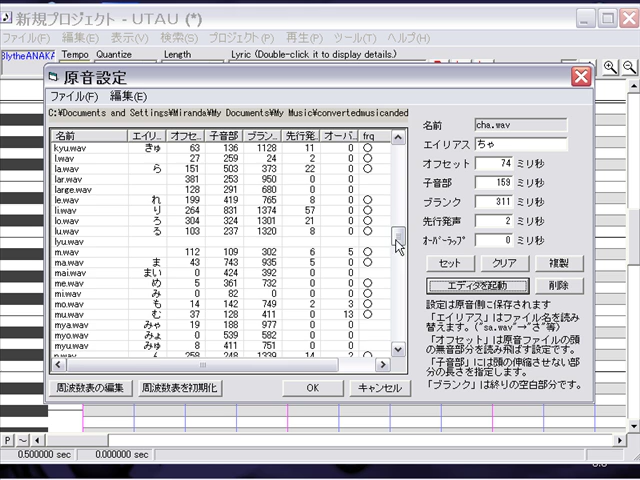 新規プロジェクト - UTAU (*)
ファイル(F) 編集(E) 表示(V) 検索(S) プロジェクト(P) 再生(P) ツール(T) ヘルプ(H)
BlytheANAKA Tempo Quantize Length Lyric (Double-click it to display details.)
原音設定
ファイル(F) 編集(E)
C:¥Documents and Settings¥Miranda¥My Documents¥My Music¥convertedmusicanded
名前 エイリ... オフセ... 子音部 ブラン... 先行発... オーバ... frq
kyu.wav きゅ 63 136 1128 11 0 ○
l.wav 27 259 24 2 0 ○
la.wav ら 151 503 373 22 0 ○
lar.wav 381 253 950 0 0
large.wav 128 291 680 0 0
le.wav れ 199 419 765 8 0 ○
li.wav り 264 831 1374 57 0 ○
lo.wav ろ 304 324 1301 21 0 ○
lu.wav る 103 237 1320 8 0 ○
lyu.wav
m.wav 112 109 302 6 5 ○
ma.wav ま 43 743 935 5 0 ○
mai.wav まい 0 424 392 0 0
me.wav め 5 361 732 0 0 ○
mi.wav み 0 82 0 0 0 ○
mo.wav も 14 142 749 2 3 ○
mu.wav む 37 128 411 0 13 ○
mya.wav みゃ 19 188 977 0 0
myo.wav みょ 0 539 582 0 0
myu.wav みゅ 8 411 751 0 0
n.wav ん 258 248 1339 14 2 ○
周波数表の編集 周波数表を初期化 OK キャンセル
名前 cha.wav
エイリアス ちゃ
オフセット 74 ミリ秒
子音部 159 ミリ秒
ブランク 311 ミリ秒
先行発声 2 ミリ秒
オーバーラップ 0 ミリ秒
セット クリア 複製
エディタを起動 削除
設定は原音側に保存されます
「エイリアス」はファイル名を読み
替えます。("sa.wav"→"さ"等)
「オフセット」は原音ファイルの頭
の無音部分を読み飛ばす設定です。
「子音部」には頭の伸縮させない部
分の長さを指定します。
「ブランク」は終りの空白部分です。
P ～
0.500000 sec 0.000000 sec